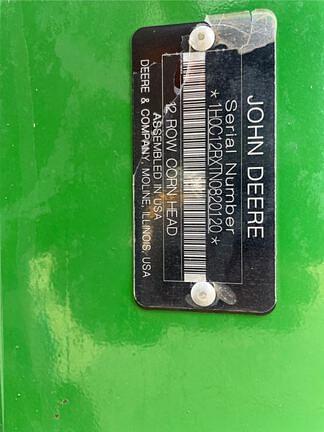 JOHN DEERE
Serial Number
*1H0C12RXTN0820120*
12 ROW CORN HEAD
ASSEMBLED IN USA
DEERE & COMPANY, MOLINE, ILLINOIS, USA